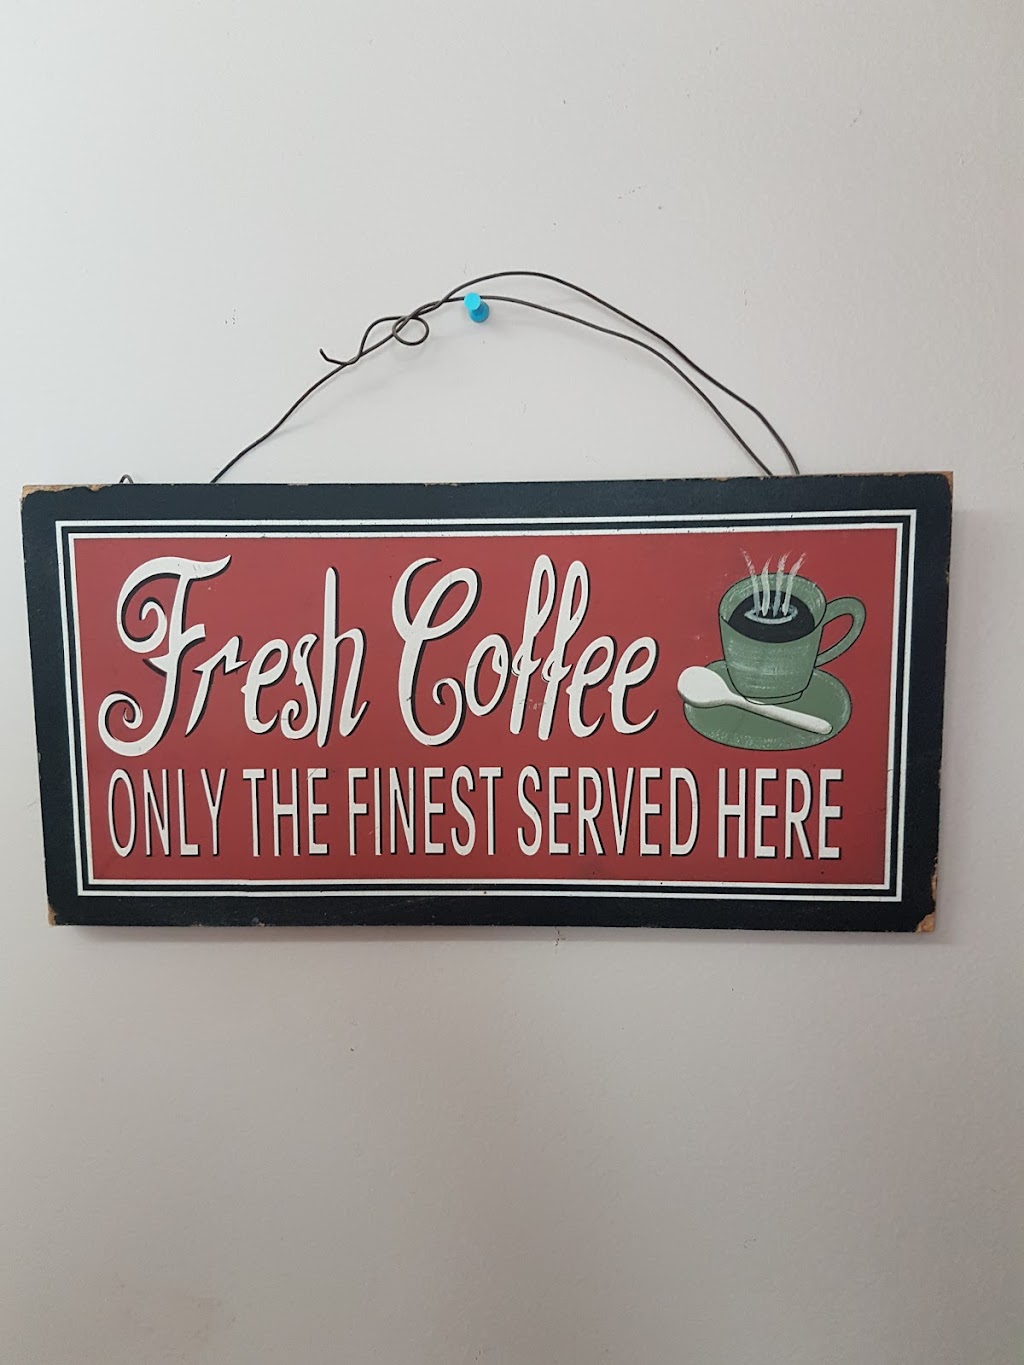 Fresh Coffee
ONLY THE FINEST SERVED HERE